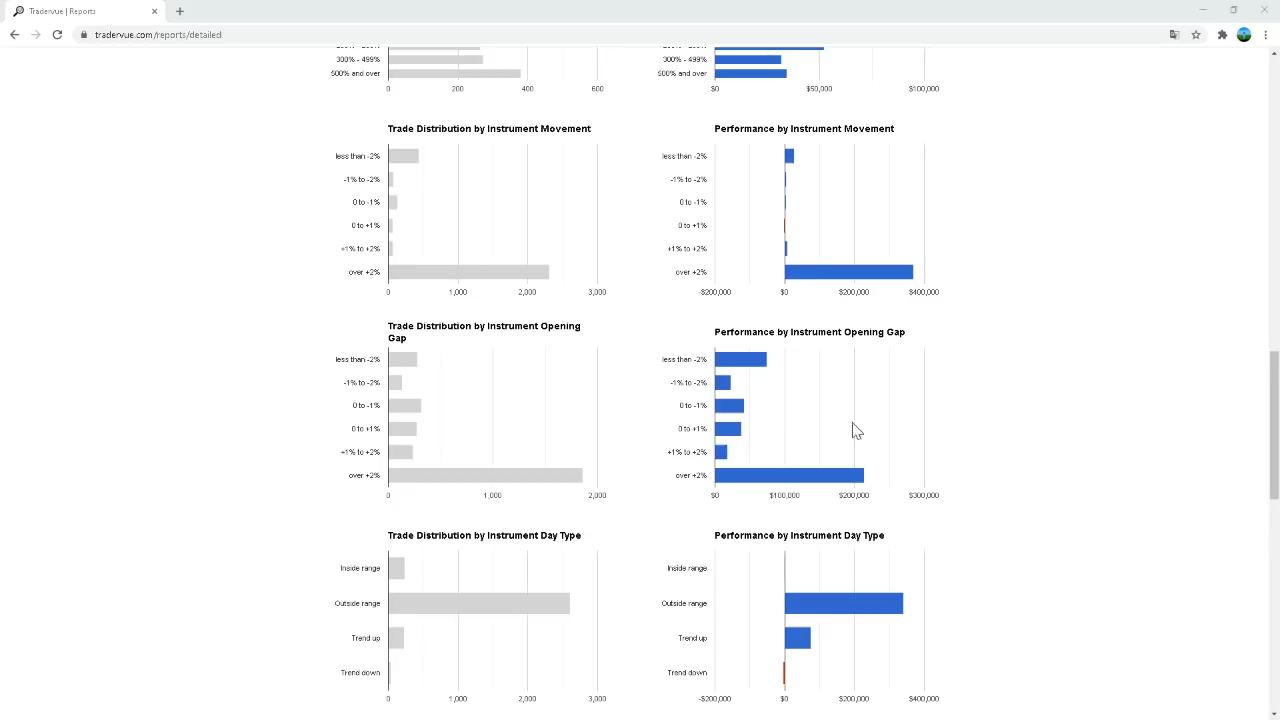 Tradervue | Reports
tradervue.com/reports/detailed
300% - 499%
500% and over
0 200 400 600
$0 $50,000 $100,000
Trade Distribution by Instrument Movement
less than -2%
-1% to -2%
0 to -1%
0 to +1%
+1% to +2%
over +2%
0 1,000 2,000 3,000
Performance by Instrument Movement
less than -2%
-1% to -2%
0 to -1%
0 to +1%
+1% to +2%
over +2%
-$200,000 $0 $200,000 $400,000
Trade Distribution by Instrument Opening
Gap
less than -2%
-1% to -2%
0 to -1%
0 to +1%
+1% to +2%
over +2%
0 1,000 2,000
Performance by Instrument Opening Gap
less than -2%
-1% to -2%
0 to -1%
0 to +1%
+1% to +2%
over +2%
$0 $100,000 $200,000 $300,000
Trade Distribution by Instrument Day Type
Inside range
Outside range
Trend up
Trend down
0 1,000 2,000 3,000
Performance by Instrument Day Type
Inside range
Outside range
Trend up
Trend down
-$200,000 $0 $200,000 $400,000